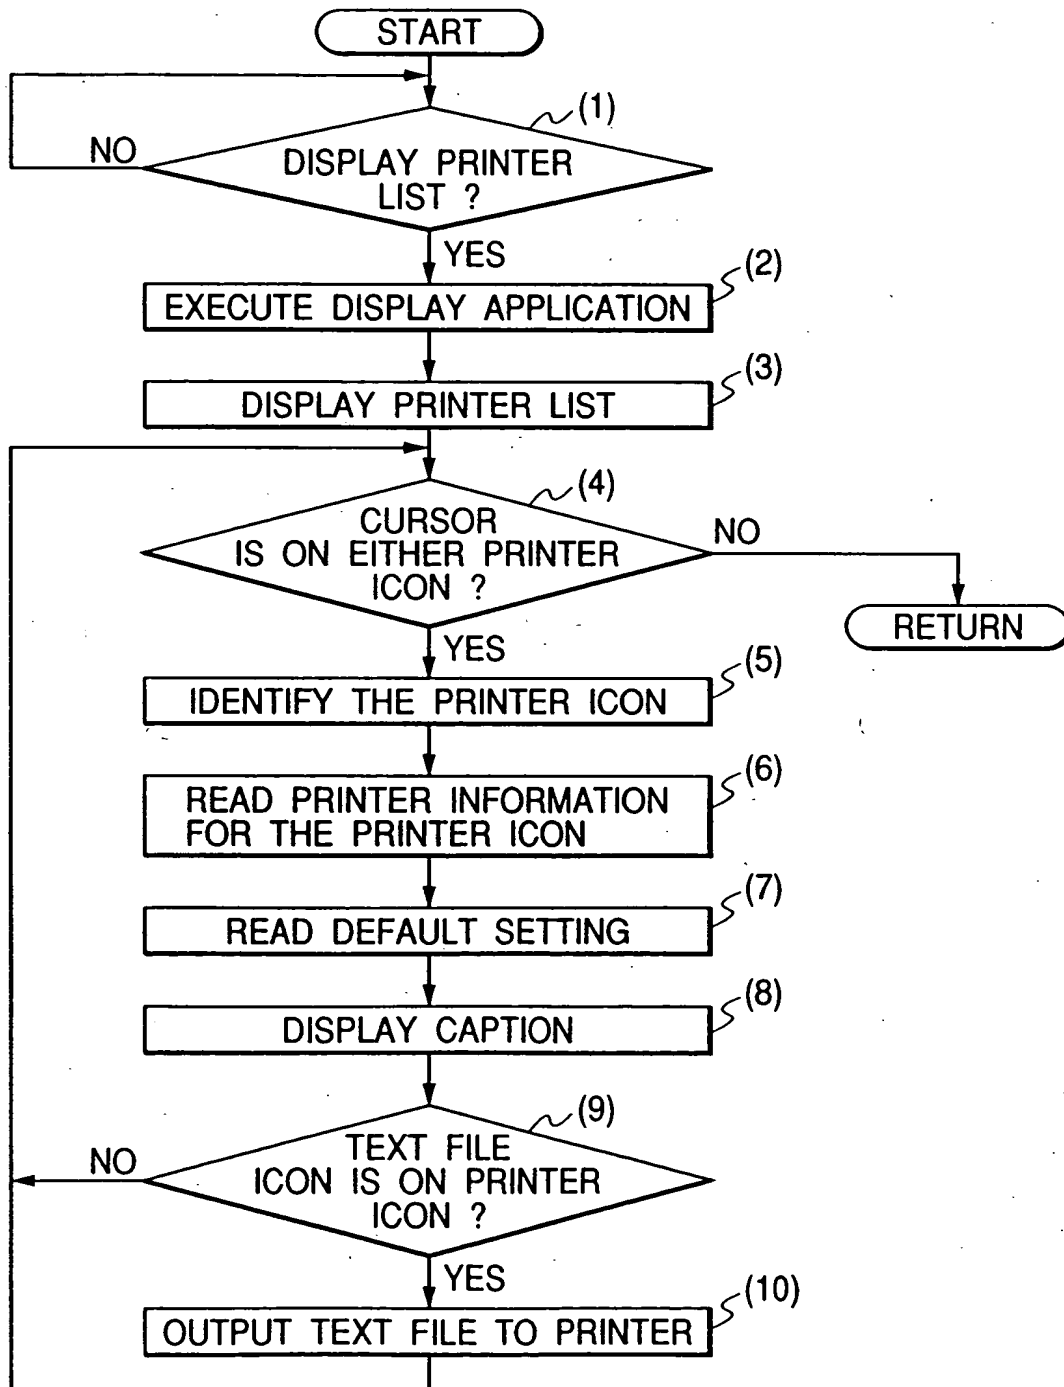 START
(1)
NO
DISPLAY PRINTER
LIST ?
YES
(2)
EXECUTE DISPLAY APPLICATION
(3)
DISPLAY PRINTER LIST
(4)
CURSOR
IS ON EITHER PRINTER
ICON ?
NO
RETURN
YES
(5)
IDENTIFY THE PRINTER ICON
(6)
READ PRINTER INFORMATION
FOR THE PRINTER ICON
(7)
READ DEFAULT SETTING
(8)
DISPLAY CAPTION
(9)
TEXT FILE
NO
ICON IS ON PRINTER
ICON ?
YES
(10)
OUTPUT TEXT FILE TO PRINTER